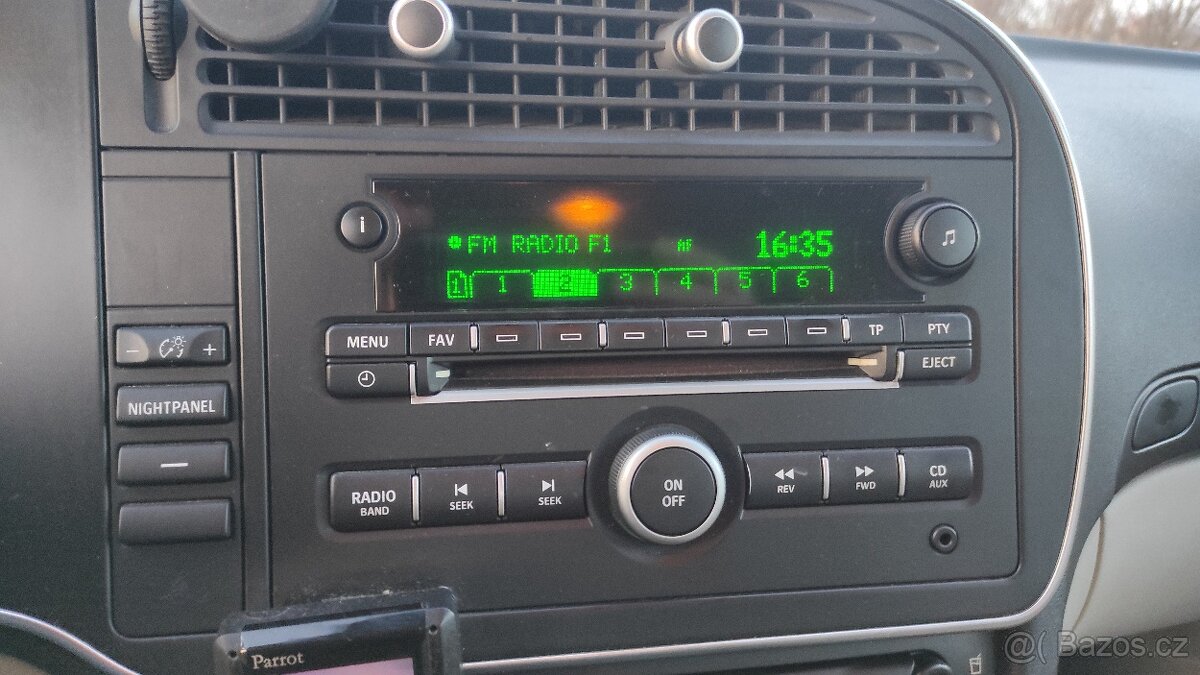 i
FM RADIO F1 AF 16:35
1 1 2 3 4 5 6
MENU FAV TP PTY
EJECT
− +
NIGHTPANEL
RADIO BAND
SEEK
SEEK
ON OFF
REV
FWD
CD AUX
Parrot
@( Bazos.cz